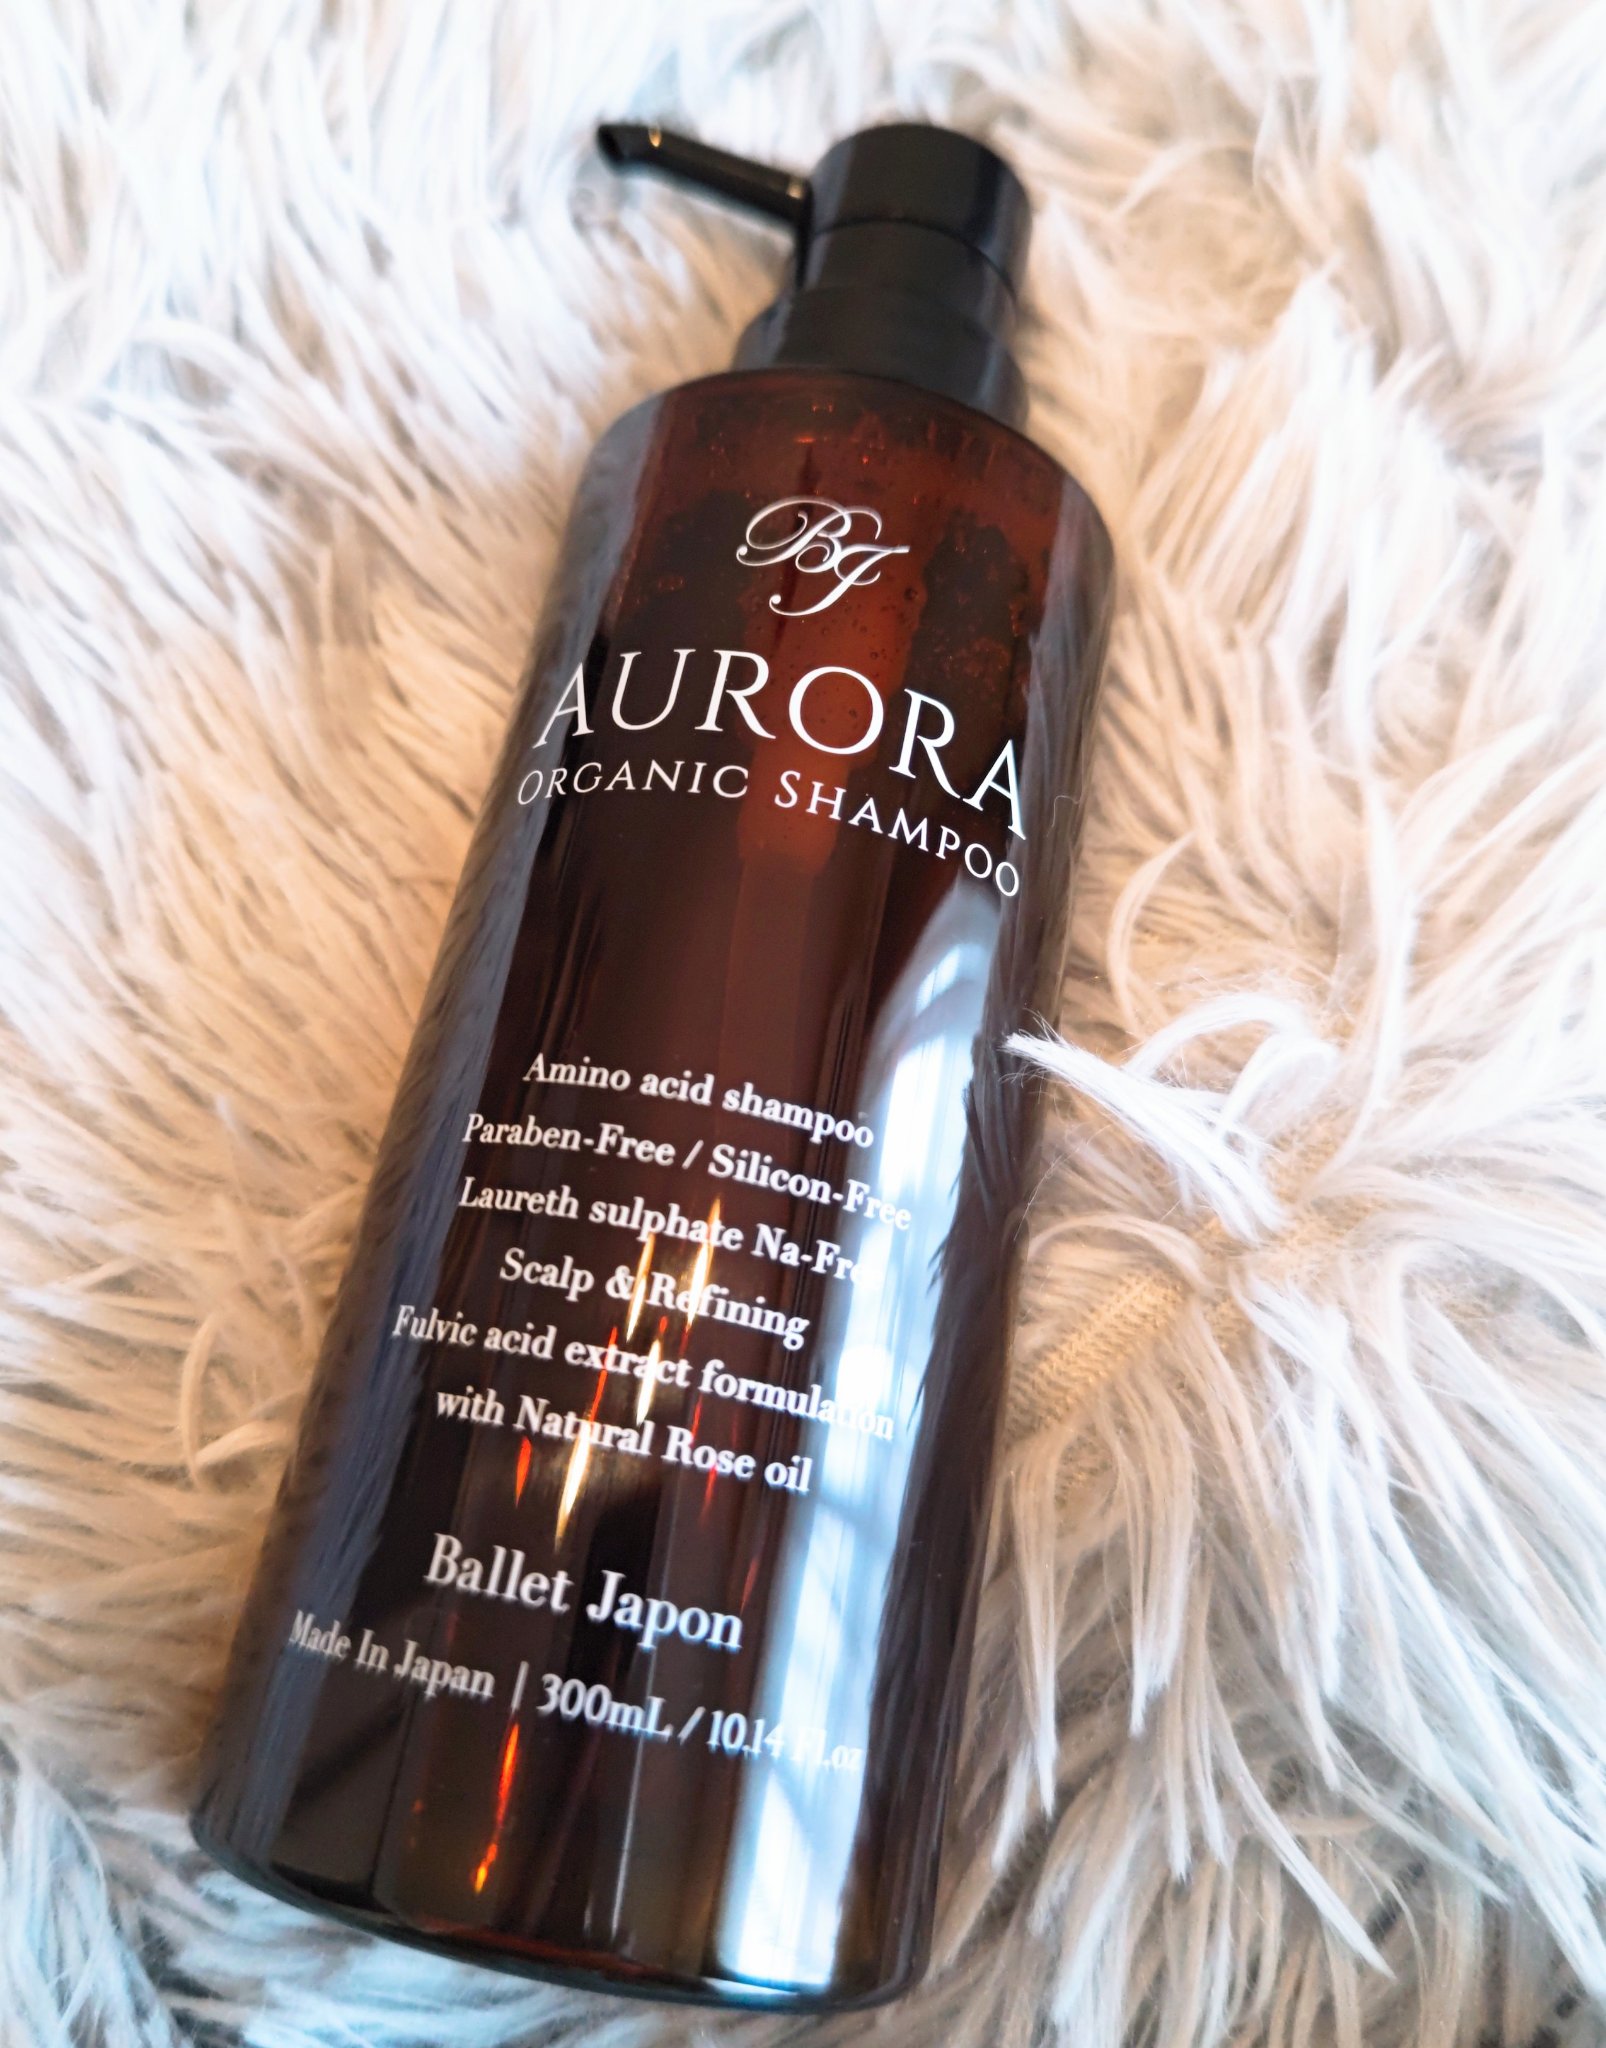 BJ
AURORA
ORGANIC SHAMPOO
Amino acid shampoo
Paraben-Free / Silicon-Free
Laureth sulphate Na-Free
Scalp & Refining
Fulvic acid extract formulation
with Natural Rose oil
Ballet Japon
Made In Japan | 300mL / 10.14 Fl.oz